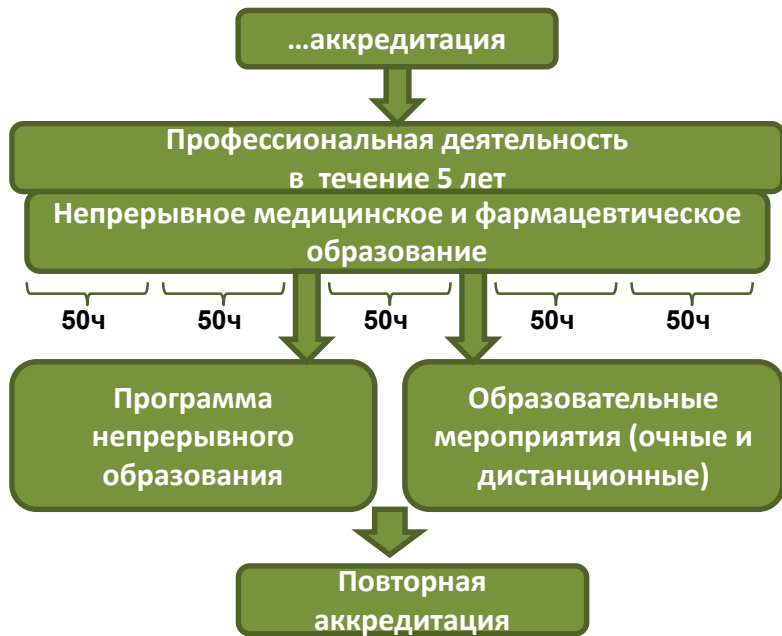 ...аккредитация
Профессиональная деятельность
в течение 5 лет
Непрерывное медицинское и фармацевтическое
образование
50ч 50ч 50ч 50ч 50ч
Программа
непрерывного
образования
Образовательные
мероприятия (очные и
дистанционные)
Повторная
аккредитация